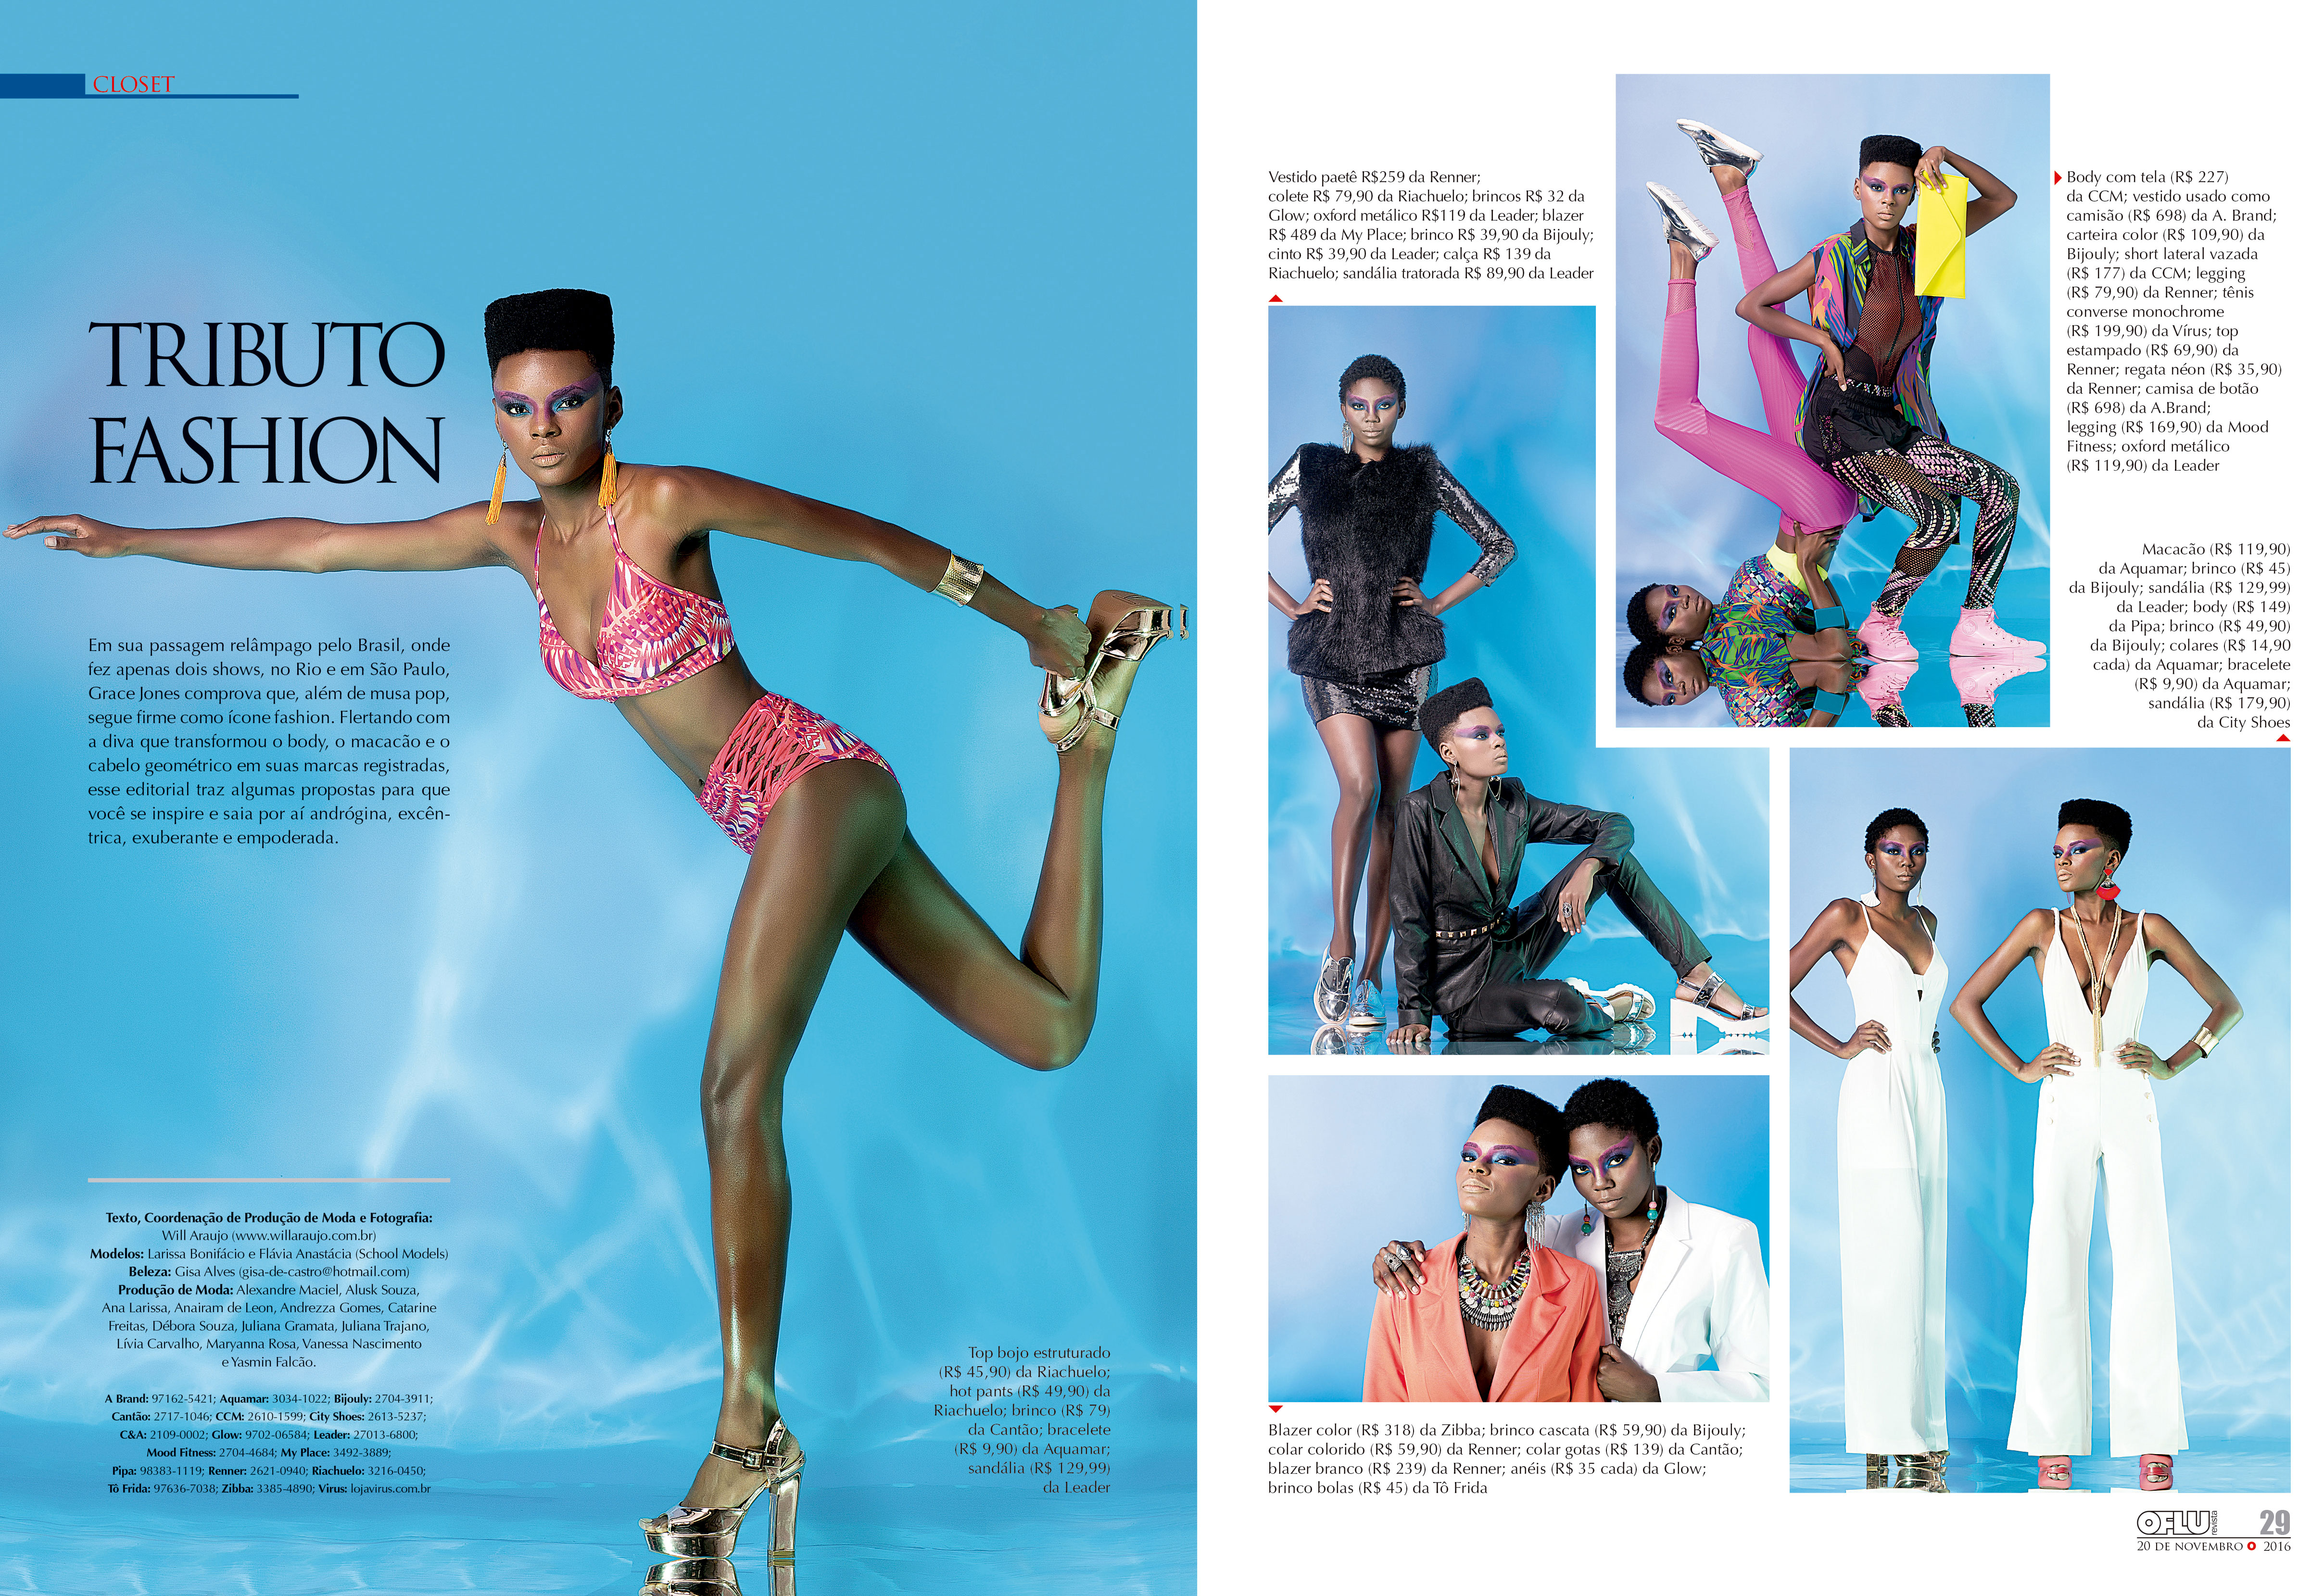 CLOSET
TRIBUTO
FASHION
Em sua passagem relâmpago pelo Brasil, onde
fez apenas dois shows, no Rio e em São Paulo,
Grace Jones comprova que, além de musa pop,
segue firme como ícone fashion. Flertando com
a diva que transformou o body, o macacão e o
cabelo geométrico em suas marcas registradas,
esse editorial traz algumas propostas para que
você se inspire e saia por aí andrógina, excên-
trica, exuberante e empoderada.
Texto, Coordenação de Produção de Moda e Fotografia:
Will Araujo (www.willaraujo.com.br)
Modelos: Larissa Bonifácio e Flávia Anastácia (School Models)
Beleza: Gisa Alves (gisa-de-castro@hotmail.com)
Produção de Moda: Alexandre Maciel, Alusk Souza,
Ana Larissa, Anairam de Leon, Andrezza Gomes, Catarine
Freitas, Débora Souza, Juliana Gramata, Juliana Trajano,
Lívia Carvalho, Maryanna Rosa, Vanessa Nascimento
e Yasmin Falcão.
A Brand: 97162-5421; Aquamar: 3034-1022; Bijouly: 2704-3911;
Cantão: 2717-1046; CCM: 2610-1599; City Shoes: 2613-5237;
C&A: 2109-0002; Glow: 9702-06584; Leader: 27013-6800;
Mood Fitness: 2704-4684; My Place: 3492-3889;
Pipa: 98383-1119; Renner: 2621-0940; Riachuelo: 3216-0450;
Tô Frida: 97636-7038; Zibba: 3385-4890; Virus: lojavirus.com.br
Top bojo estruturado
(R$ 45,90) da Riachuelo;
hot pants (R$ 49,90) da
Riachuelo; brinco (R$ 79)
da Cantão; bracelete
(R$ 9,90) da Aquamar;
sandália (R$ 129,99)
da Leader
Vestido paetê R$259 da Renner;
colete R$ 79,90 da Riachuelo; brincos R$ 32 da
Glow; oxford metálico R$119 da Leader; blazer
R$ 489 da My Place; brinco R$ 39,90 da Bijouly;
cinto R$ 39,90 da Leader; calça R$ 139 da
Riachuelo; sandália tratorada R$ 89,90 da Leader
Body com tela (R$ 227)
da CCM; vestido usado como
camisão (R$ 698) da A. Brand;
carteira color (R$ 109,90) da
Bijouly; short lateral vazada
(R$ 177) da CCM; legging
(R$ 79,90) da Renner; tênis
converse monochrome
(R$ 199,90) da Vírus; top
estampado (R$ 69,90) da
Renner; regata néon (R$ 35,90)
da Renner; camisa de botão
(R$ 698) da A.Brand;
legging (R$ 169,90) da Mood
Fitness; oxford metálico
(R$ 119,90) da Leader
Macacão (R$ 119,90)
da Aquamar; brinco (R$ 45)
da Bijouly; sandália (R$ 129,99)
da Leader; body (R$ 149)
da Pipa; brinco (R$ 49,90)
da Bijouly; colares (R$ 14,90
cada) da Aquamar; bracelete
(R$ 9,90) da Aquamar;
sandália (R$ 179,90)
da City Shoes
Blazer color (R$ 318) da Zibba; brinco cascata (R$ 59,90) da Bijouly;
colar colorido (R$ 59,90) da Renner; colar gotas (R$ 139) da Cantão;
blazer branco (R$ 239) da Renner; anéis (R$ 35 cada) da Glow;
brinco bolas (R$ 45) da Tô Frida
OFLU revista 29
20 DE NOVEMBRO 2016